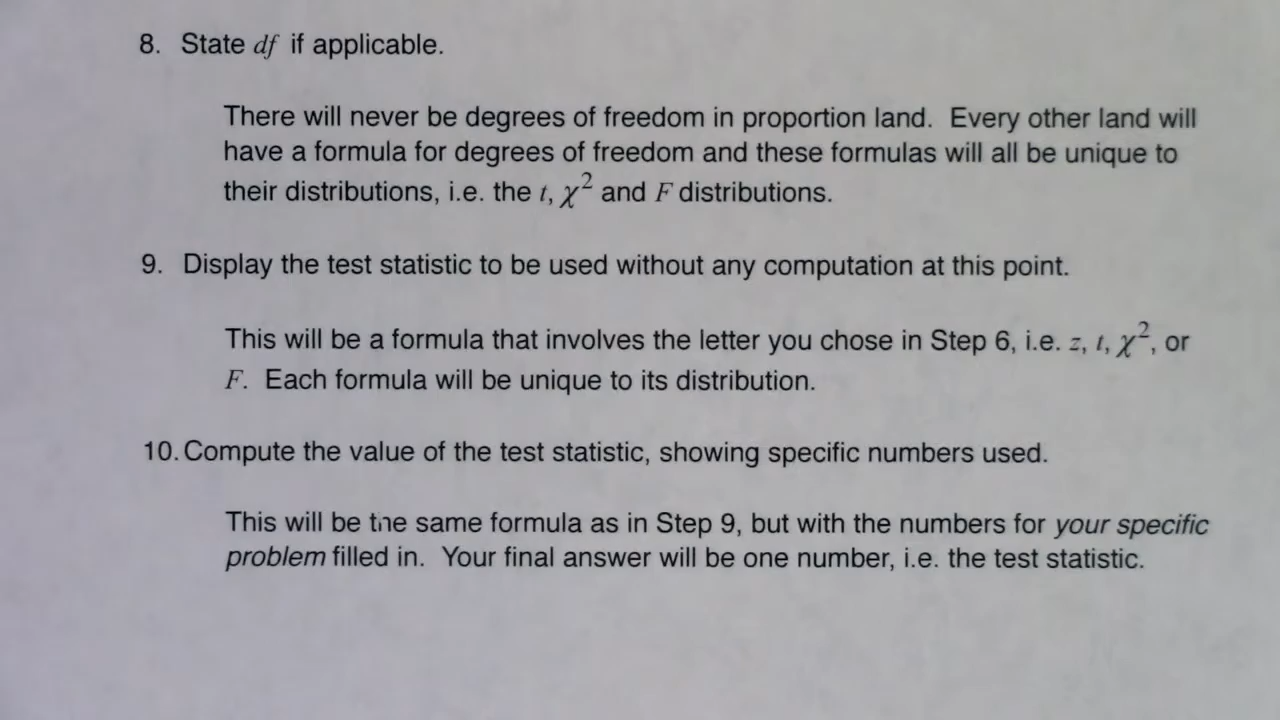 8. State df if applicable.
There will never be degrees of freedom in proportion land. Every other land will
have a formula for degrees of freedom and these formulas will all be unique to
their distributions, i.e. the t, χ² and F distributions.
9. Display the test statistic to be used without any computation at this point.
This will be a formula that involves the letter you chose in Step 6, i.e. z, t, χ², or
F. Each formula will be unique to its distribution.
10. Compute the value of the test statistic, showing specific numbers used.
This will be the same formula as in Step 9, but with the numbers for your specific
problem filled in. Your final answer will be one number, i.e. the test statistic.